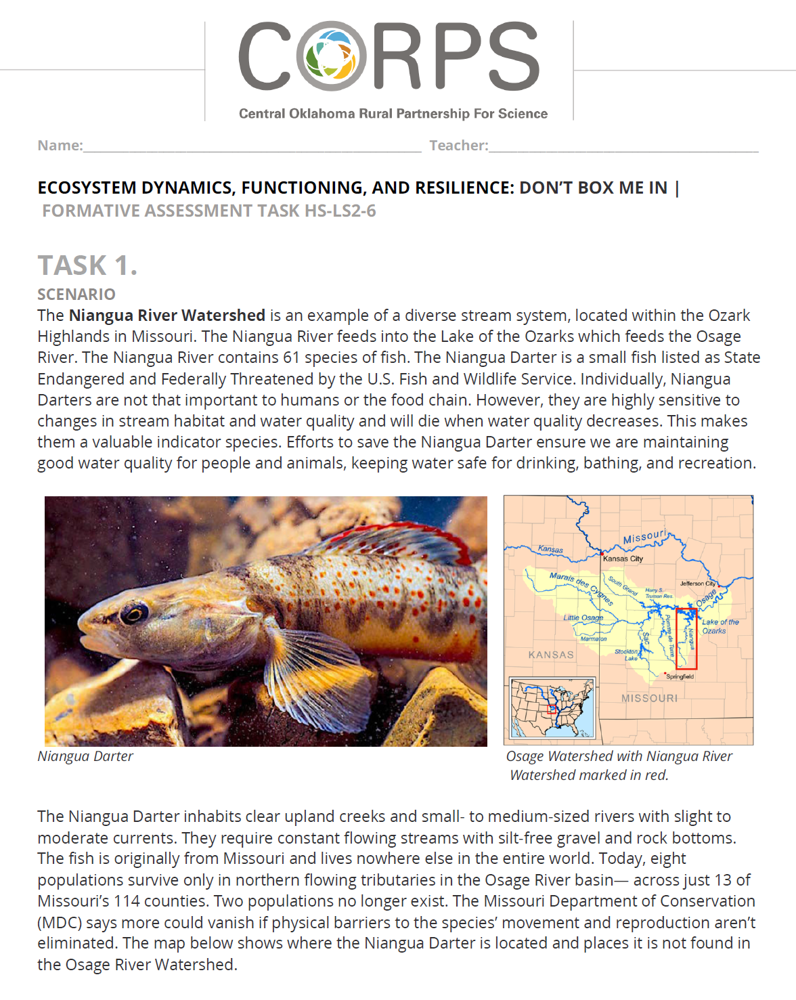 CORPS
Central Oklahoma Rural Partnership For Science
Name:__________ Teacher:__________
ECOSYSTEM DYNAMICS, FUNCTIONING, AND RESILIENCE: DON’T BOX ME IN |
FORMATIVE ASSESSMENT TASK HS-LS2-6
TASK 1.
SCENARIO
The Niangua River Watershed is an example of a diverse stream system, located within the Ozark
Highlands in Missouri. The Niangua River feeds into the Lake of the Ozarks which feeds the Osage
River. The Niangua River contains 61 species of fish. The Niangua Darter is a small fish listed as State
Endangered and Federally Threatened by the U.S. Fish and Wildlife Service. Individually, Niangua
Darters are not that important to humans or the food chain. However, they are highly sensitive to
changes in stream habitat and water quality and will die when water quality decreases. This makes
them a valuable indicator species. Efforts to save the Niangua Darter ensure we are maintaining
good water quality for people and animals, keeping water safe for drinking, bathing, and recreation.
Missouri
Kansas
Kansas City
Marais des Cygnes
South Grand
Jefferson City
Harry S.
Truman Res.
Osage
Little Osage
Lake of the
Ozarks
Pomme de Terre
Niangua
Marmaton
Sac
Stockton
Lake
KANSAS
Springfield
MISSOURI
Niangua Darter
Osage Watershed with Niangua River
Watershed marked in red.
The Niangua Darter inhabits clear upland creeks and small- to medium-sized rivers with slight to
moderate currents. They require constant flowing streams with silt-free gravel and rock bottoms.
The fish is originally from Missouri and lives nowhere else in the entire world. Today, eight
populations survive only in northern flowing tributaries in the Osage River basin— across just 13 of
Missouri’s 114 counties. Two populations no longer exist. The Missouri Department of Conservation
(MDC) says more could vanish if physical barriers to the species’ movement and reproduction aren’t
eliminated. The map below shows where the Niangua Darter is located and places it is not found in
the Osage River Watershed.